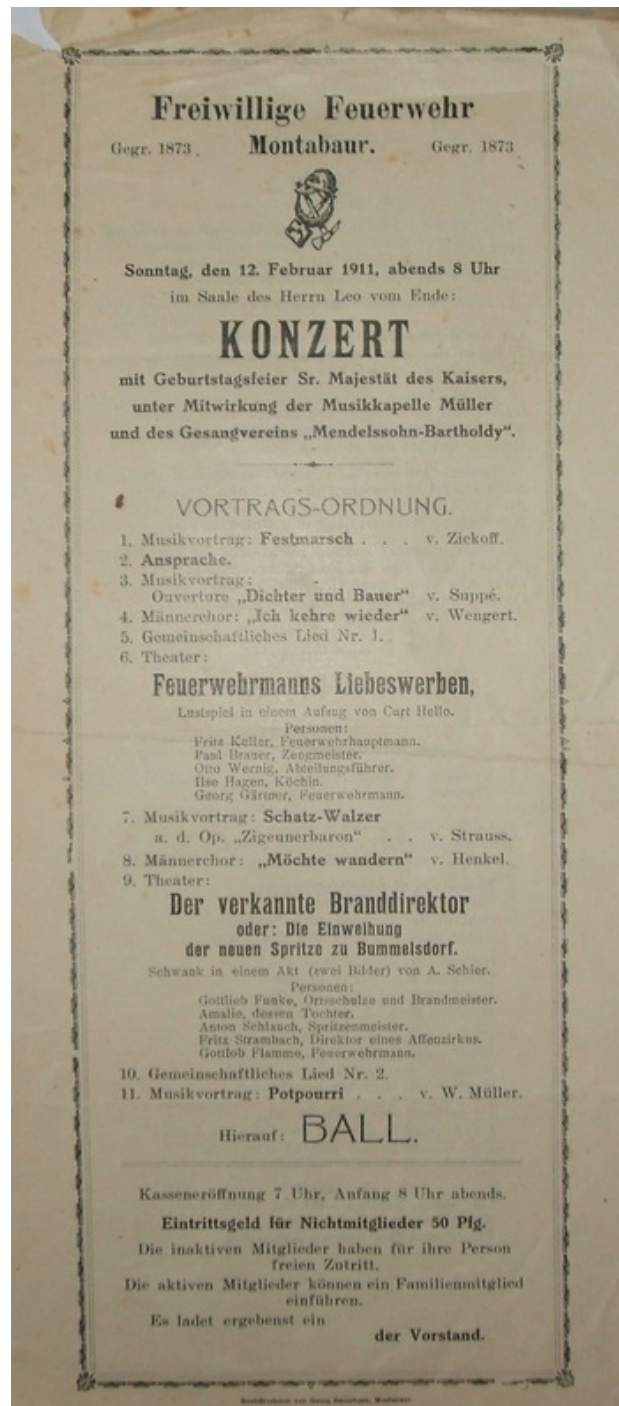 Freiwillige Feuerwehr
Gegr. 1873. Montabaur. Gegr. 1873.
Sonntag, den 12. Februar 1911, abends 8 Uhr
im Saale des Herrn Leo vom Ende:
KONZERT
mit Geburtstagsfeier Sr. Majestät des Kaisers,
unter Mitwirkung der Musikkapelle Müller
und des Gesangvereins „Mendelssohn-Bartholdy“.
VORTRAGS-ORDNUNG.
1. Musikvortrag: Festmarsch . . . v. Zickoff.
2. Ansprache.
3. Musikvortrag:
Ouverture „Dichter und Bauer“ v. Suppé.
4. Männerchor: „Ich kehre wieder“ v. Wengert.
5. Gemeinschaftliches Lied Nr. 1.
6. Theater:
Feuerwehrmanns Liebeswerben,
Lustspiel in einem Aufzug von Curt Hello.
Personen:
Fritz Keller, Feuerwehrhauptmann.
Paul Brauer, Zeugmeister.
Otto Wernig, Abteilungsführer.
Ilse Hagen, Köchin.
Georg Gärtner, Feuerwehrmann.
7. Musikvortrag: Schatz-Walzer
a. d. Op. „Zigeunerbaron“ . . v. Strauss.
8. Männerchor: „Möchte wandern“ v. Henkel.
9. Theater:
Der verkannte Branddirektor
oder: Die Einweihung
der neuen Spritze zu Bummelsdorf.
Schwank in einem Akt (zwei Bilder) von A. Schier.
Personen:
Gottlieb Funke, Ortsschulze und Brandmeister.
Amalie, dessen Tochter.
Anton Schlauch, Spritzenmeister.
Fritz Strambach, Direktor eines Affenzirkus.
Gottlob Flamme, Feuerwehrmann.
10. Gemeinschaftliches Lied Nr. 2.
11. Musikvortrag: Potpourri . . . v. W. Müller.
Hierauf: BALL.
Kasseneröffnung 7 Uhr, Anfang 8 Uhr abends.
Eintrittsgeld für Nichtmitglieder 50 Pfg.
Die inaktiven Mitglieder haben für ihre Person
freien Zutritt.
Die aktiven Mitglieder können ein Familienmitglied
einführen.
Es ladet ergebenst ein
der Vorstand.